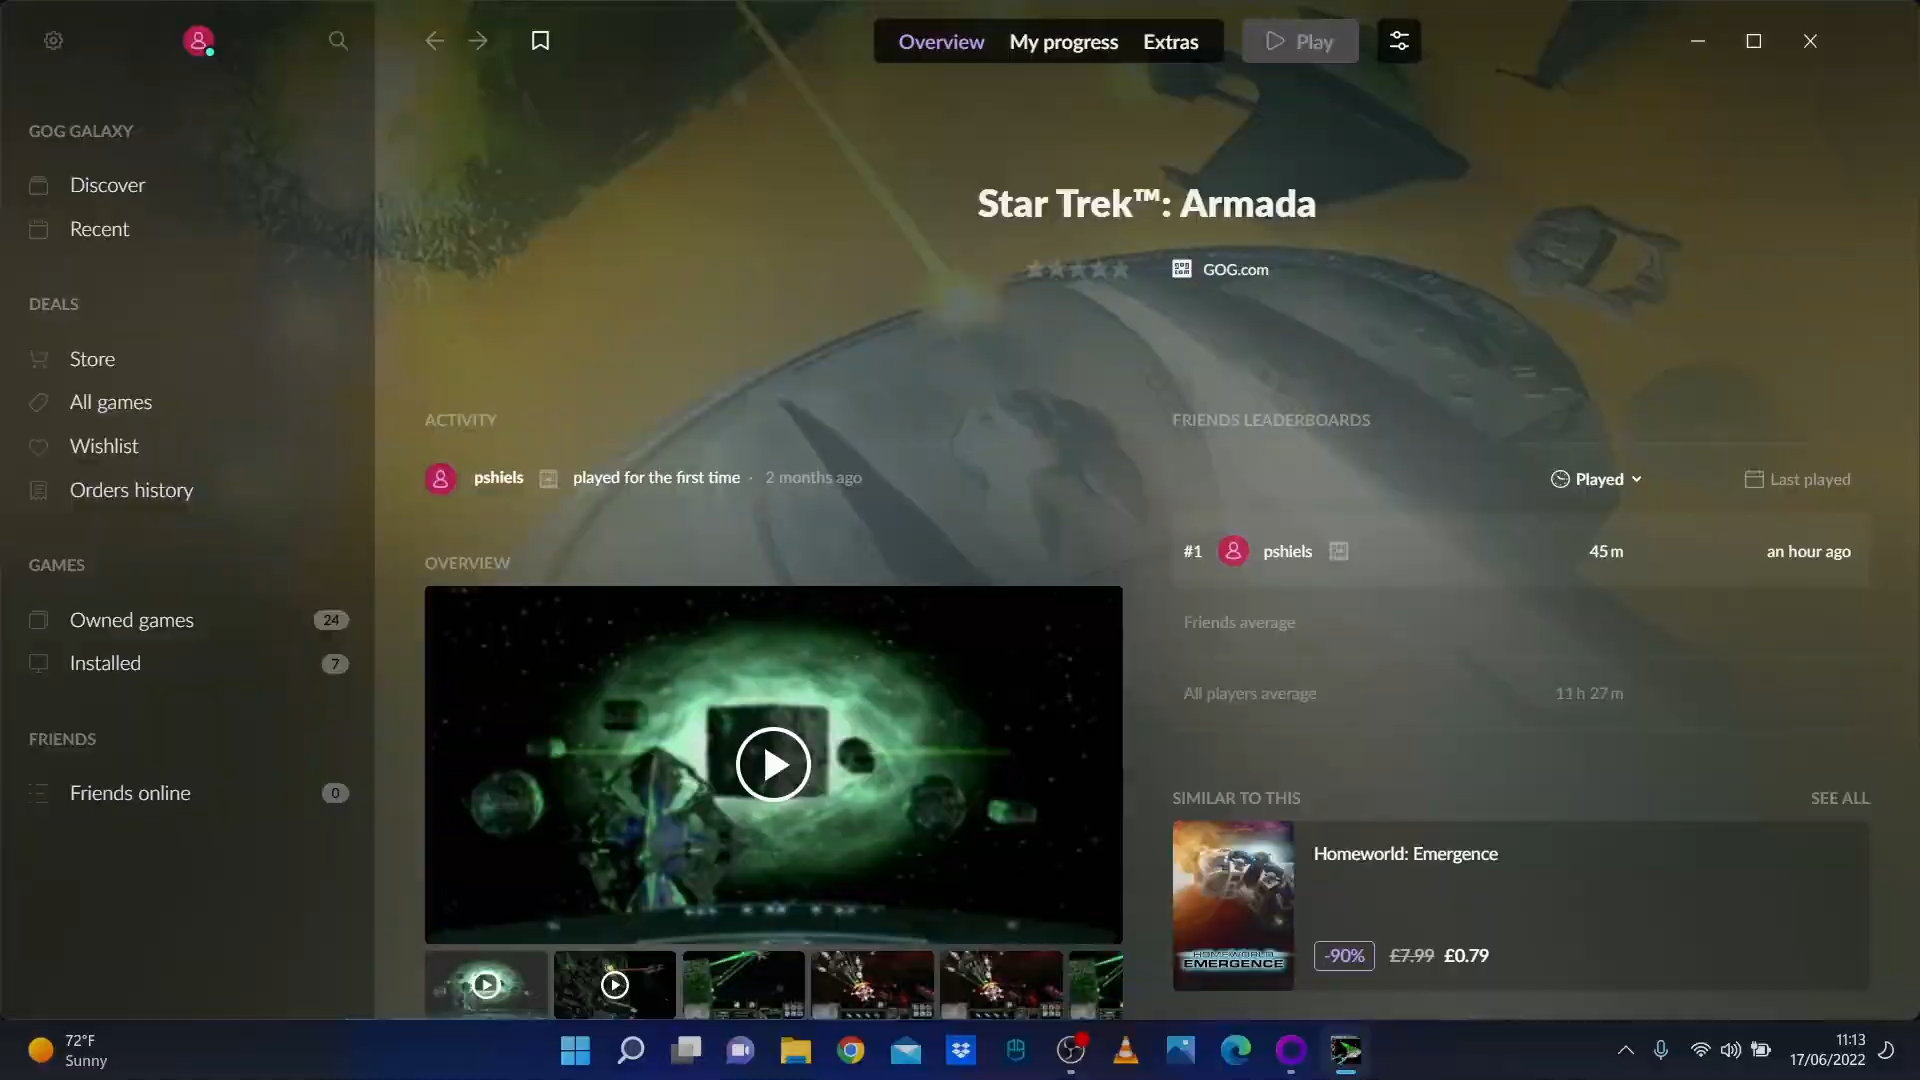 Overview My progress Extras Play
GOG GALAXY
Discover
Recent
DEALS
Store
All games
Wishlist
Orders history
GAMES
Owned games 24
Installed 7
FRIENDS
Friends online 0
Star Trek™: Armada
GOG.com
ACTIVITY
pshiels played for the first time · 2 months ago
OVERVIEW
FRIENDS LEADERBOARDS
Played Last played
#1 pshiels 45 m an hour ago
Friends average
All players average 11 h 27 m
SIMILAR TO THIS SEE ALL
HOMEWORLD
EMERGENCE
Homeworld: Emergence
-90% £7.99 £0.79
72°F
Sunny
11:13
17/06/2022